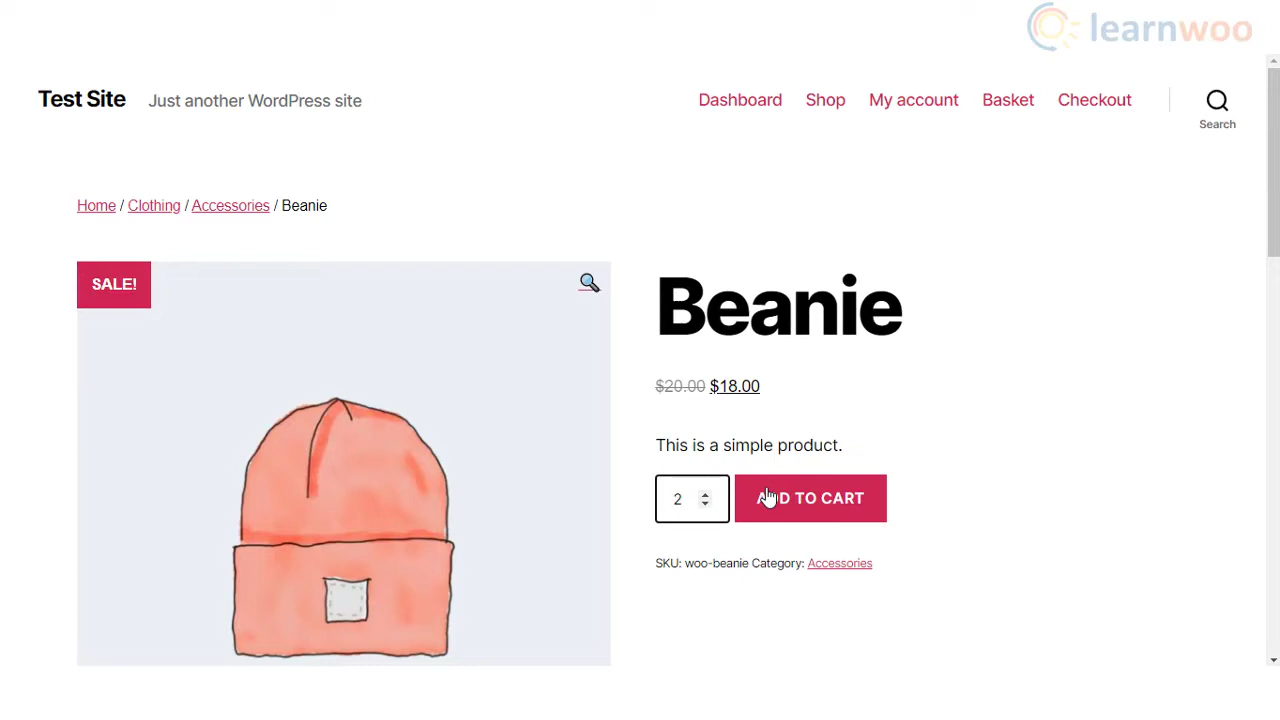 learnwoo
Test Site Just another WordPress site Dashboard Shop My account Basket Checkout
Search
Home / Clothing / Accessories / Beanie
SALE!
Beanie
$20.00 $18.00
This is a simple product.
2 ADD TO CART
SKU: woo-beanie Category: Accessories